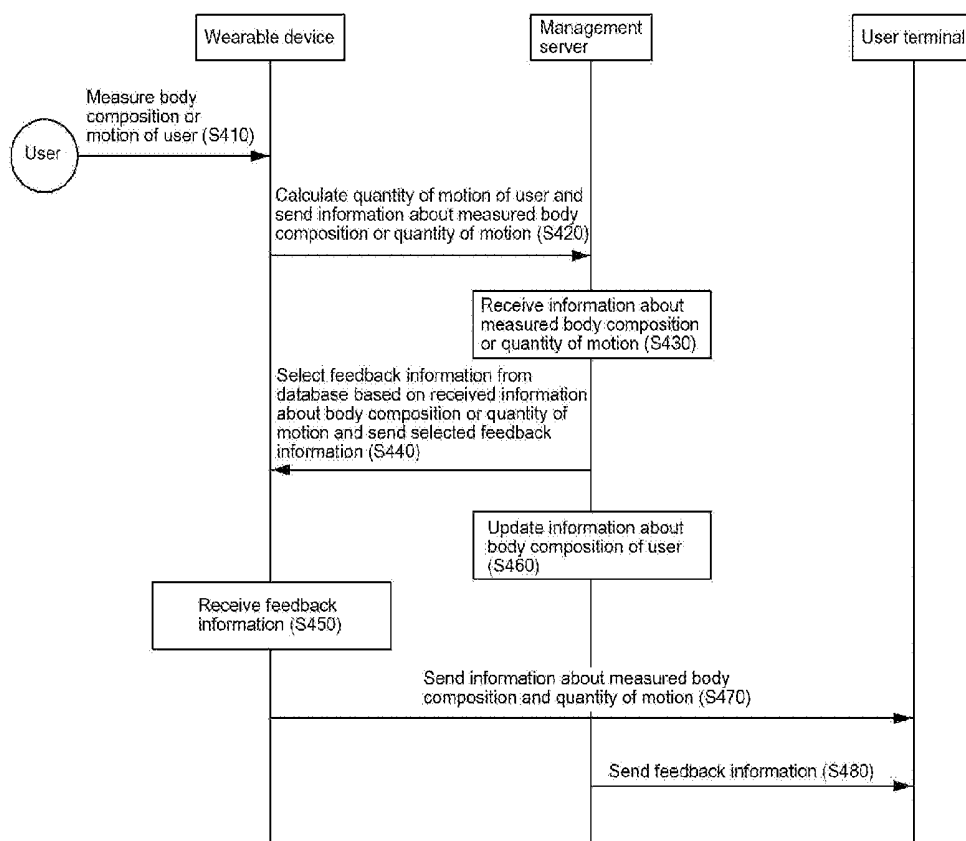 Wearable device
Management
server
User terminal
Measure body
composition or
motion of user (S410)
User
Calculate quantity of motion of user and
send information about measured body
composition or quantity of motion (S420)
Receive information about
measured body composition
or quantity of motion (S430)
Select feedback information from
database based on received information
about body composition or quantity of
motion and send selected feedback
information (S440)
Update information about
body composition of user
(S460)
Receive feedback
information (S450)
Send information about measured body
composition and quantity of motion (S470)
Send feedback information (S480)